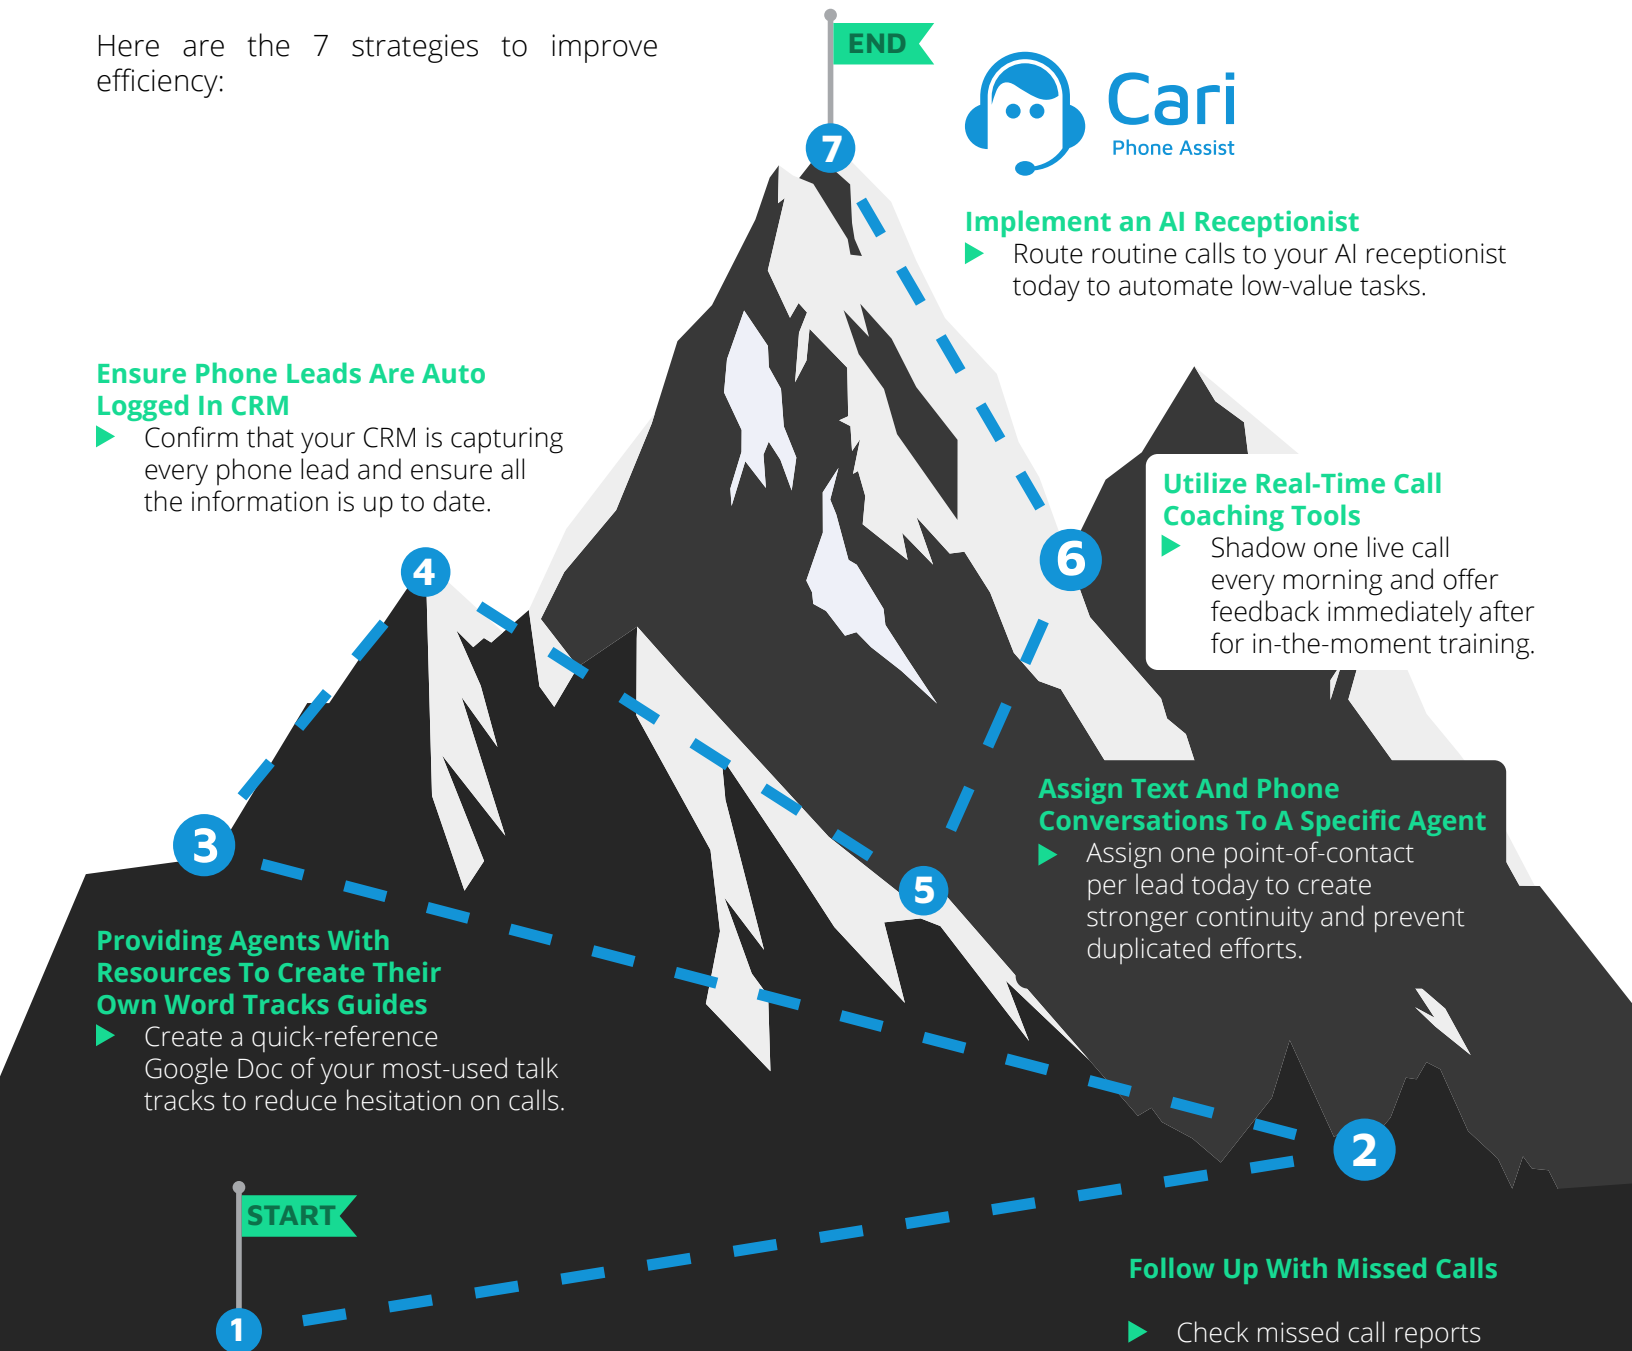 Here are the 7 strategies to improve
efficiency:
END
7
Cari
Phone Assist
Implement an AI Receptionist
Route routine calls to your AI receptionist
today to automate low-value tasks.
Ensure Phone Leads Are Auto
Logged In CRM
Confirm that your CRM is capturing
every phone lead and ensure all
the information is up to date.
4
6
Utilize Real-Time Call
Coaching Tools
Shadow one live call
every morning and offer
feedback immediately after
for in-the-moment training.
3
5
Assign Text And Phone
Conversations To A Specific Agent
Assign one point-of-contact
per lead today to create
stronger continuity and prevent
duplicated efforts.
Providing Agents With
Resources To Create Their
Own Word Tracks Guides
Create a quick-reference
Google Doc of your most-used talk
tracks to reduce hesitation on calls.
2
START
1
Follow Up With Missed Calls
Check missed call reports